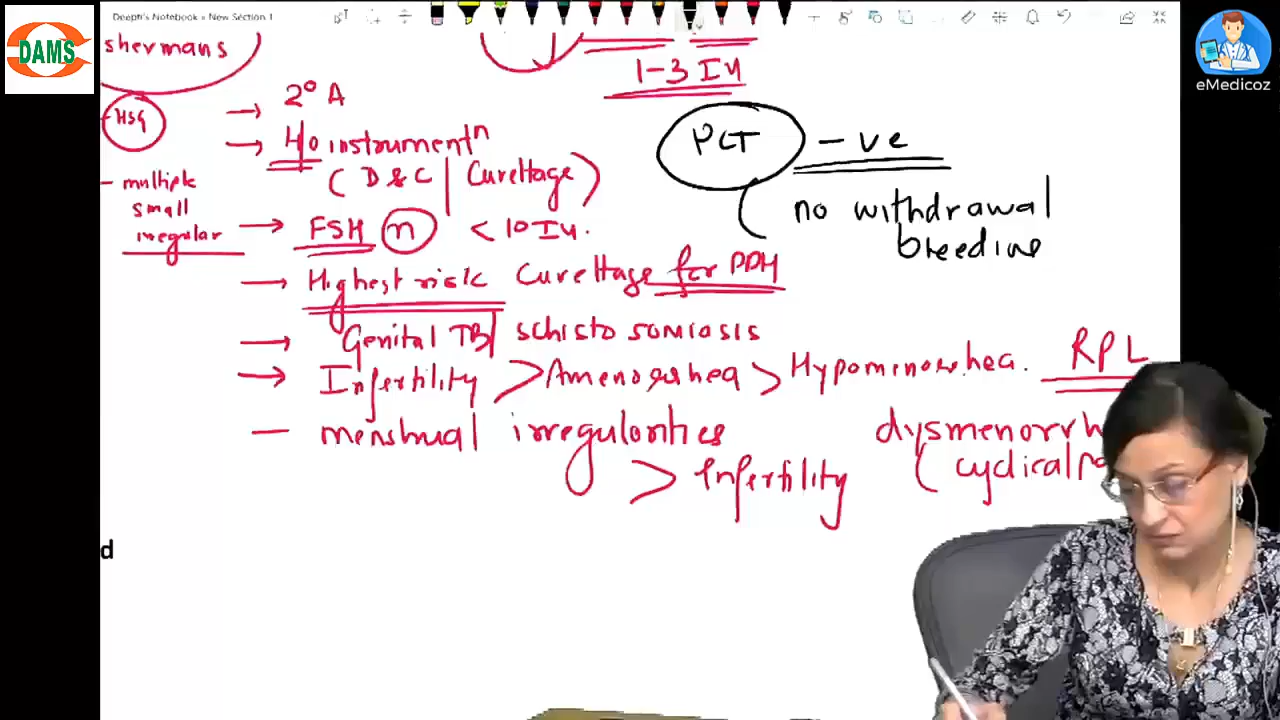 Deepti's Notebook » New Section 1
DAMS
eMedicoz
shermans
1-3 IU
2° A
HSG
H/o instrumentⁿ
(D & C | Curettage)
PCT - ve
no withdrawal
bleeding
- multiple
small
irregular
FSH n < 10 IU.
Highest risk Curettage for PPH
Genital TB/ schistosomiasis
Infertility > Amenorrhea > Hypomenorrhea.
RPL
- menstrual irregularities
> Infertility
dysmenorrh
(cyclical pa
d